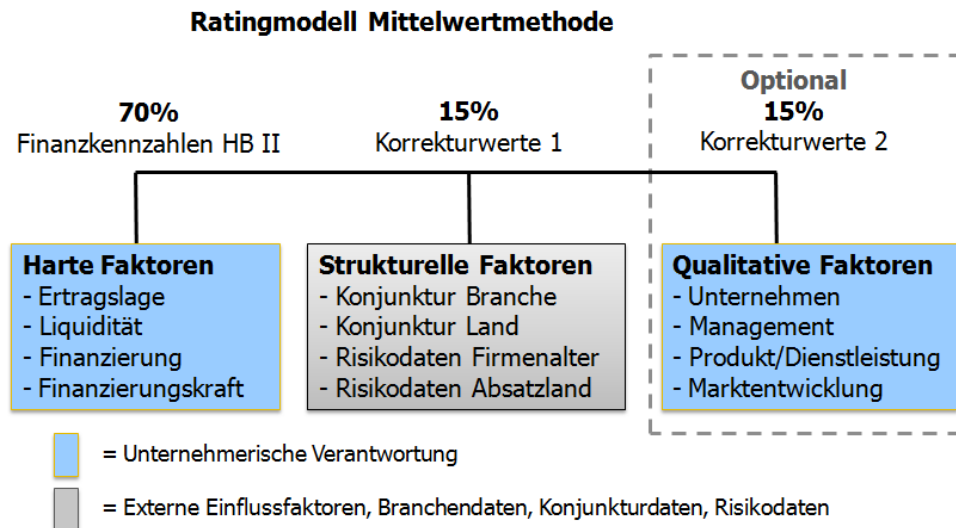 Ratingmodell Mittelwertmethode
Optional
70%
15%
15%
Finanzkennzahlen HB II
Korrekturwerte 1
Korrekturwerte 2
Harte Faktoren
- Ertragslage
- Liquidität
- Finanzierung
- Finanzierungskraft
Strukturelle Faktoren
- Konjunktur Branche
- Konjunktur Land
- Risikodaten Firmenalter
- Risikodaten Absatzland
Qualitative Faktoren
- Unternehmen
- Management
- Produkt/Dienstleistung
- Marktentwicklung
= Unternehmerische Verantwortung
= Externe Einflussfaktoren, Branchendaten, Konjunkturdaten, Risikodaten